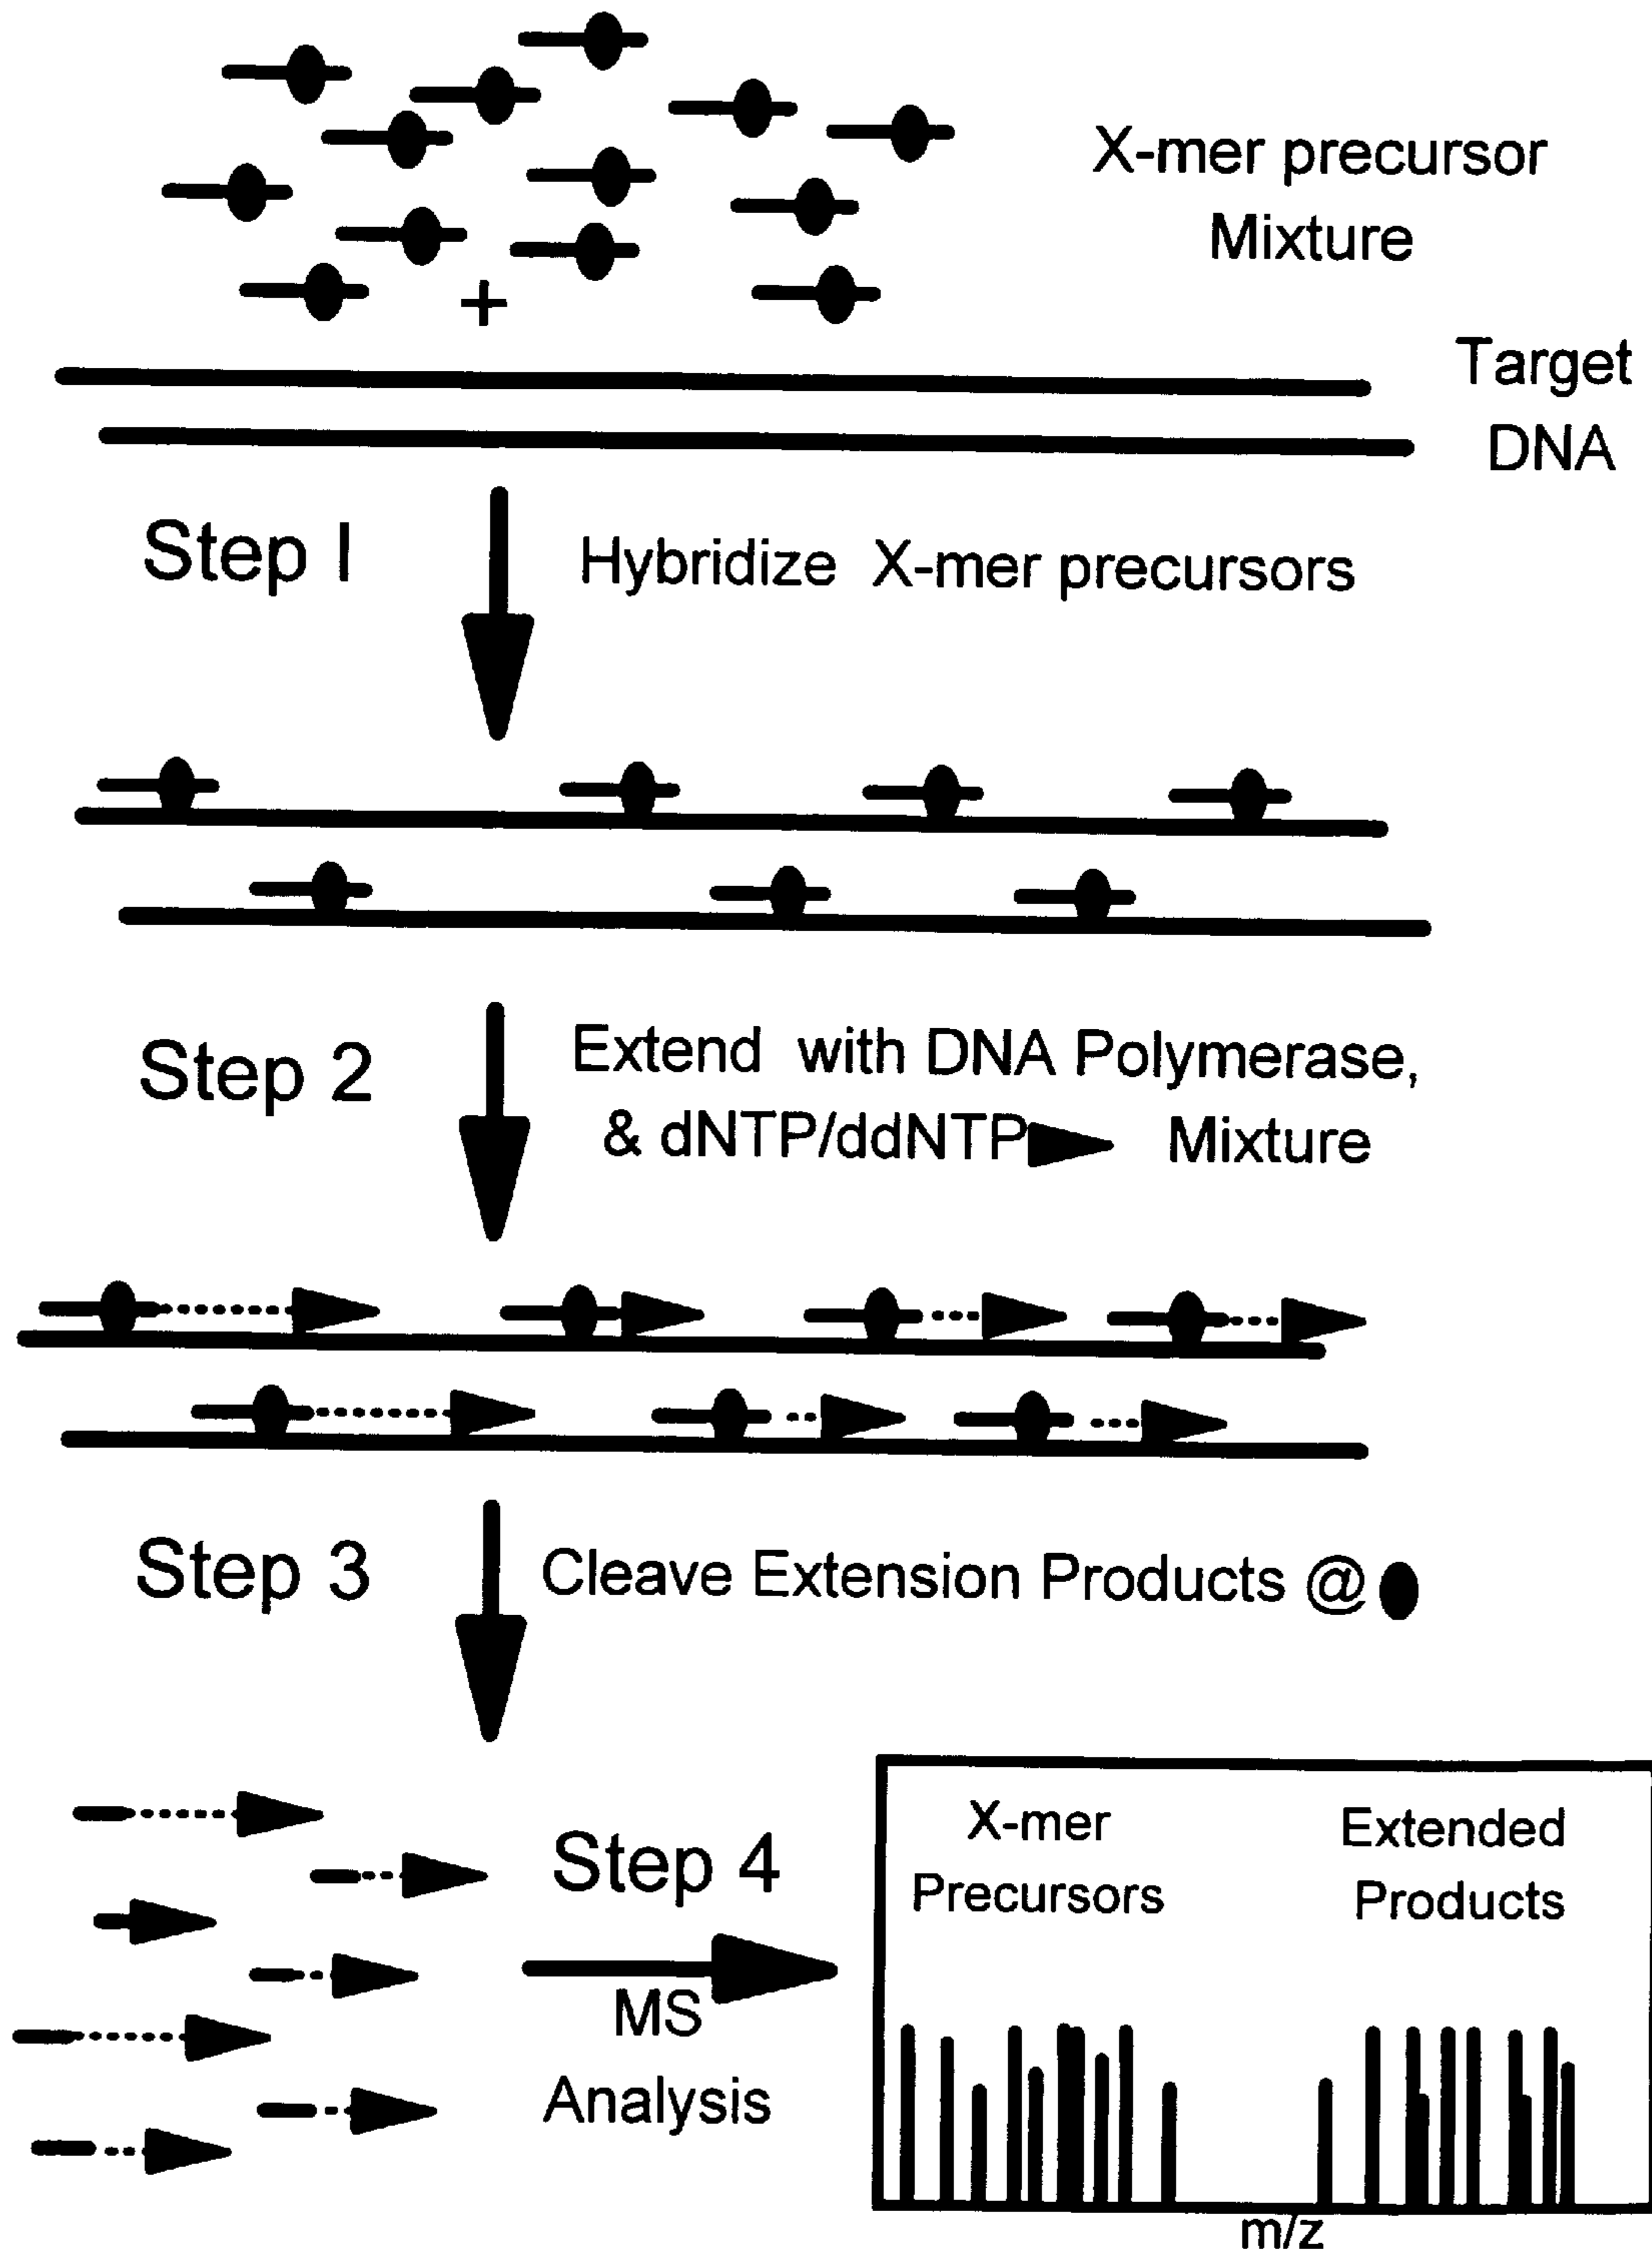 X-mer precursor
Mixture
+
Target
DNA
Step I
Hybridize X-mer precursors
Step 2
Extend with DNA Polymerase,
& dNTP/ddNTP Mixture
Step 3
Cleave Extension Products @
Step 4
MS
Analysis
X-mer
Precursors
Extended
Products
m/z